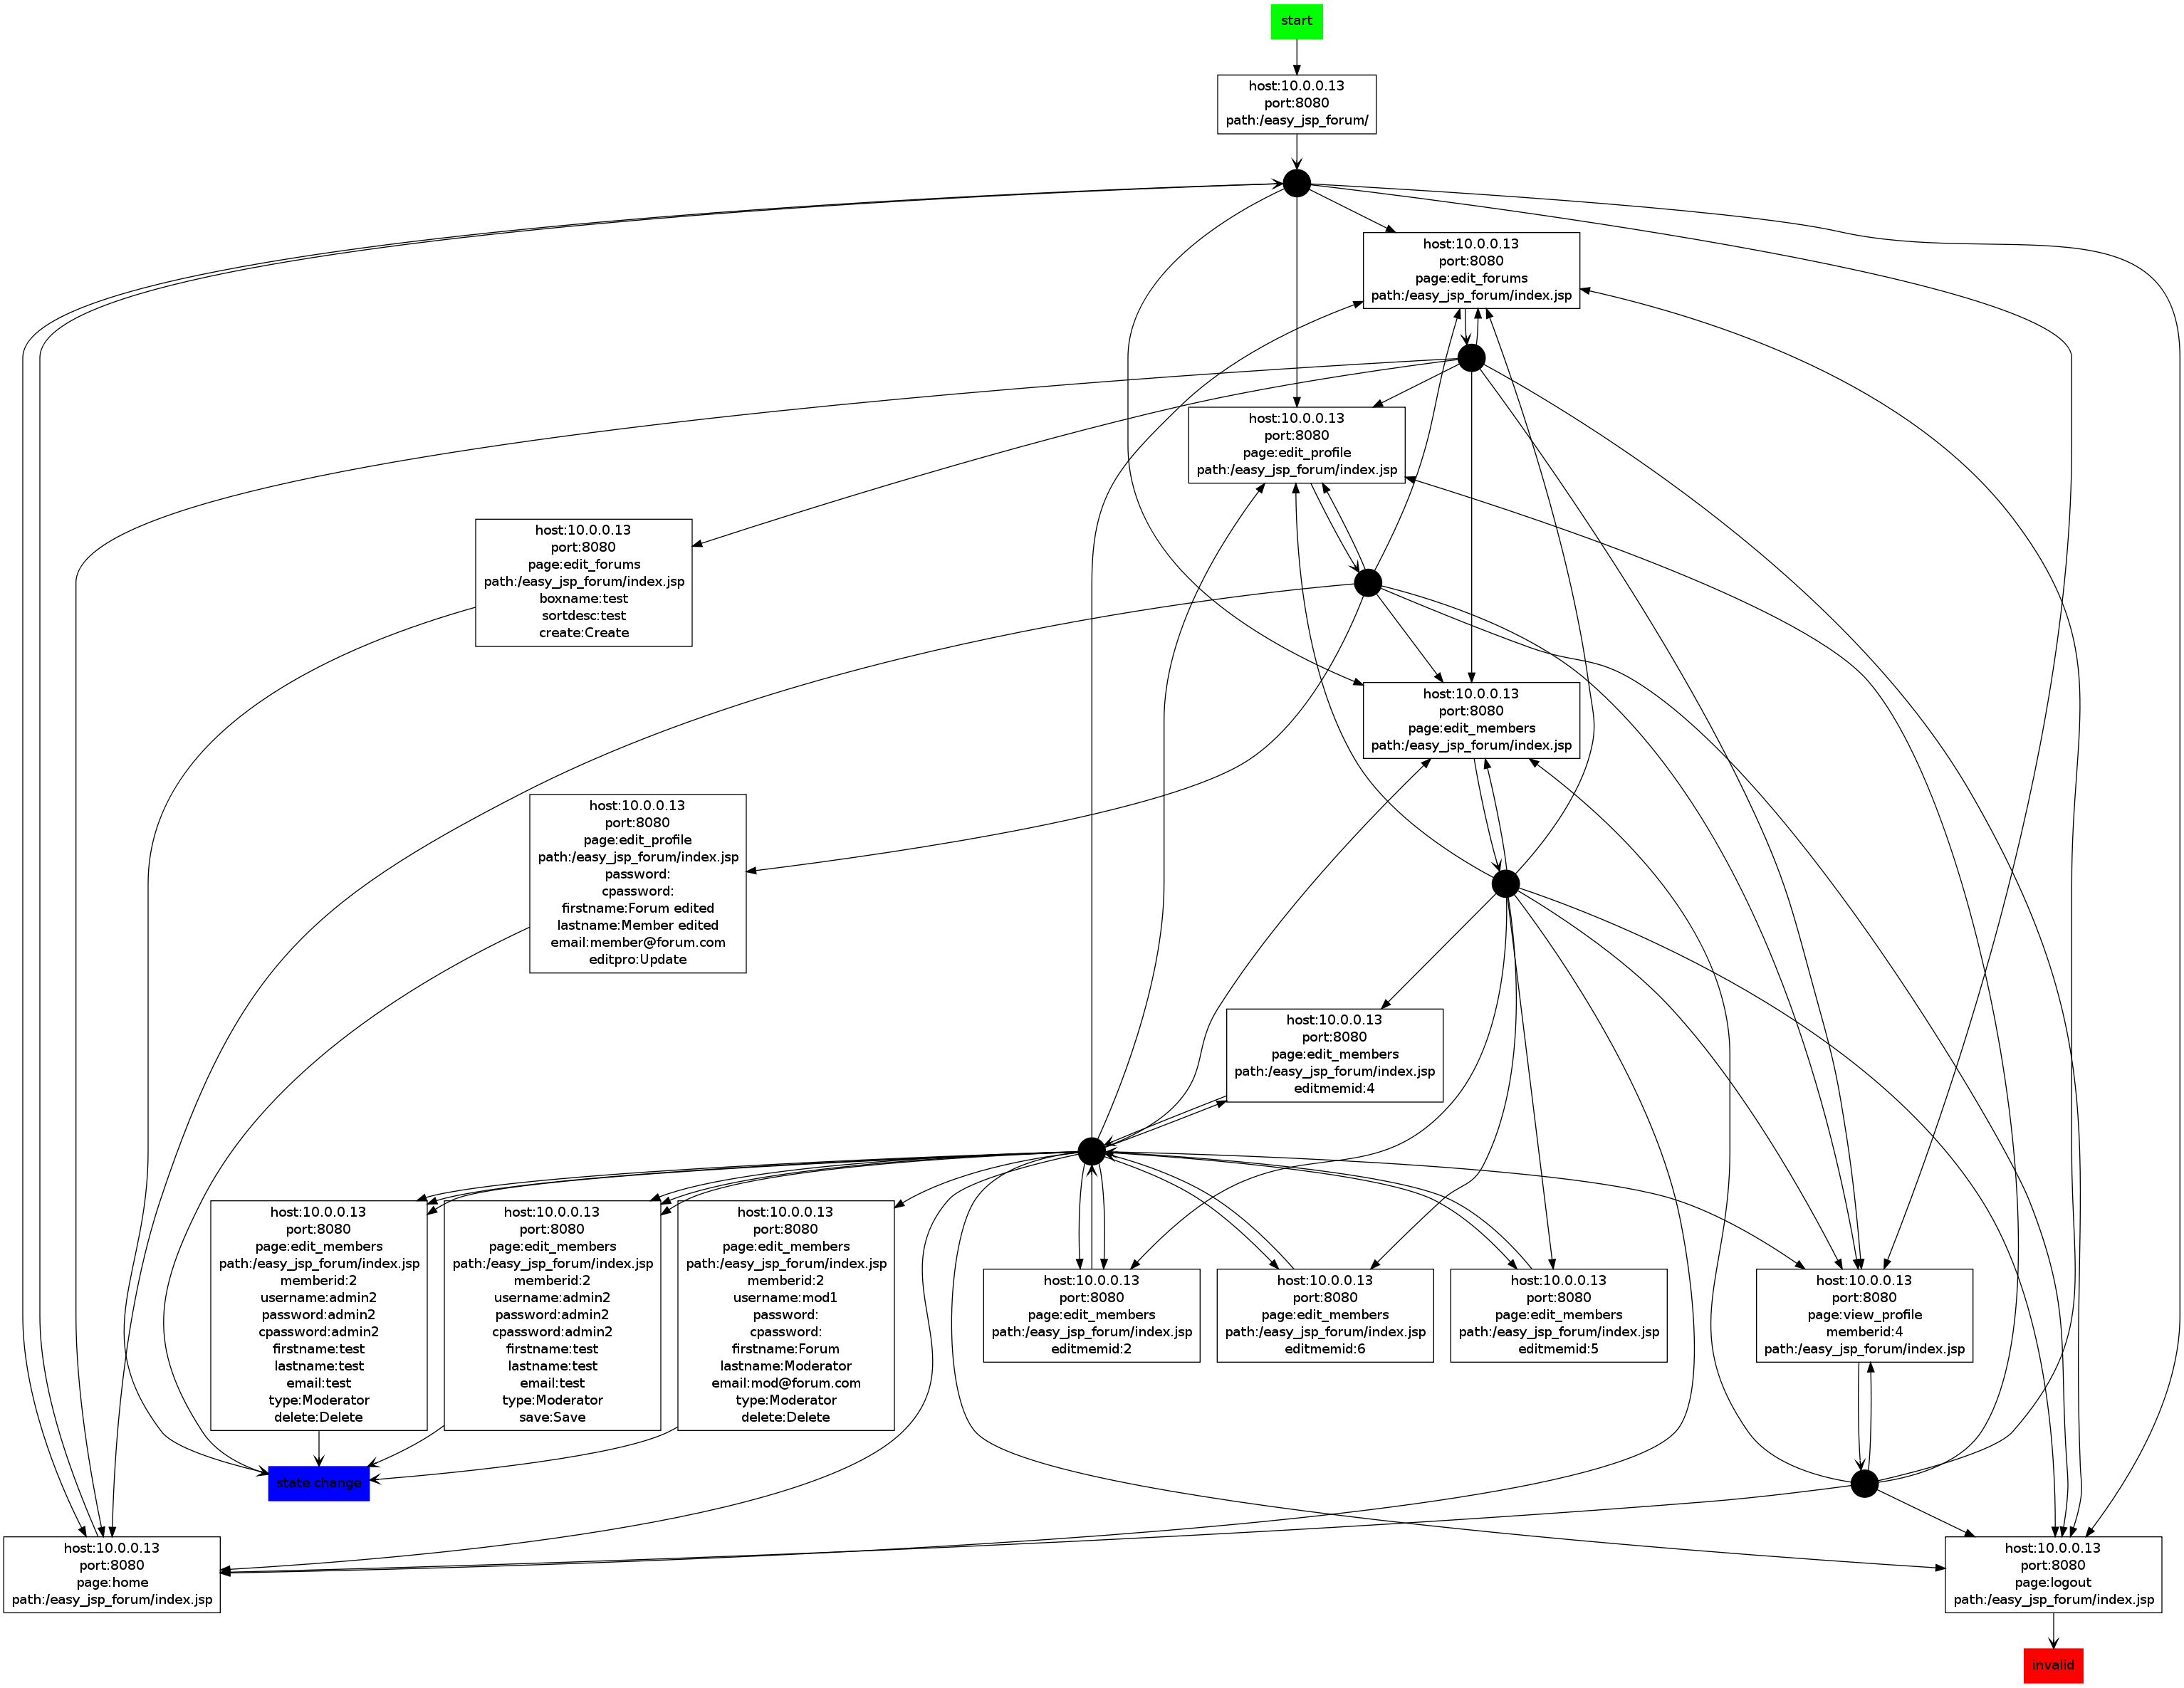 start
host:10.0.0.13
port:8080
path:/easy_jsp_forum/
host:10.0.0.13
port:8080
page:edit_forums
path:/easy_jsp_forum/index.jsp
host:10.0.0.13
port:8080
page:edit_profile
path:/easy_jsp_forum/index.jsp
host:10.0.0.13
port:8080
page:edit_forums
path:/easy_jsp_forum/index.jsp
boxname:test
sortdesc:test
create:Create
host:10.0.0.13
port:8080
page:edit_members
path:/easy_jsp_forum/index.jsp
host:10.0.0.13
port:8080
page:edit_profile
path:/easy_jsp_forum/index.jsp
password:
cpassword:
firstname:Forum edited
lastname:Member edited
email:member@forum.com
editpro:Update
host:10.0.0.13
port:8080
page:edit_members
path:/easy_jsp_forum/index.jsp
editmemid:4
host:10.0.0.13
port:8080
page:edit_members
path:/easy_jsp_forum/index.jsp
memberid:2
username:admin2
password:admin2
cpassword:admin2
firstname:test
lastname:test
email:test
type:Moderator
delete:Delete
host:10.0.0.13
port:8080
page:edit_members
path:/easy_jsp_forum/index.jsp
memberid:2
username:admin2
password:admin2
cpassword:admin2
firstname:test
lastname:test
email:test
type:Moderator
save:Save
host:10.0.0.13
port:8080
page:edit_members
path:/easy_jsp_forum/index.jsp
memberid:2
username:mod1
password:
cpassword:
firstname:Forum
lastname:Moderator
email:mod@forum.com
type:Moderator
delete:Delete
host:10.0.0.13
port:8080
page:edit_members
path:/easy_jsp_forum/index.jsp
editmemid:2
host:10.0.0.13
port:8080
page:edit_members
path:/easy_jsp_forum/index.jsp
editmemid:6
host:10.0.0.13
port:8080
page:edit_members
path:/easy_jsp_forum/index.jsp
editmemid:5
host:10.0.0.13
port:8080
page:view_profile
memberid:4
path:/easy_jsp_forum/index.jsp
state change
host:10.0.0.13
port:8080
page:home
path:/easy_jsp_forum/index.jsp
host:10.0.0.13
port:8080
page:logout
path:/easy_jsp_forum/index.jsp
invalid